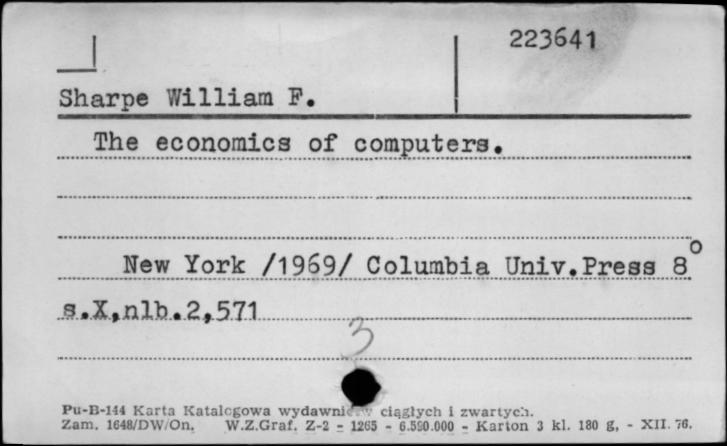 223641
Sharpe William F.
The economics of computers.
New York /1969/ Columbia Univ.Press 8°
s.X,nlb.2,571
3
Pu-B-144 Karta Katalogowa wydawnictw ciągłych i zwartych.
Zam. 1648/DW/On. W.Z.Graf. Z-2 - 1265 - 6.590.000 - Karton 3 kl. 180 g, - XII. 76.